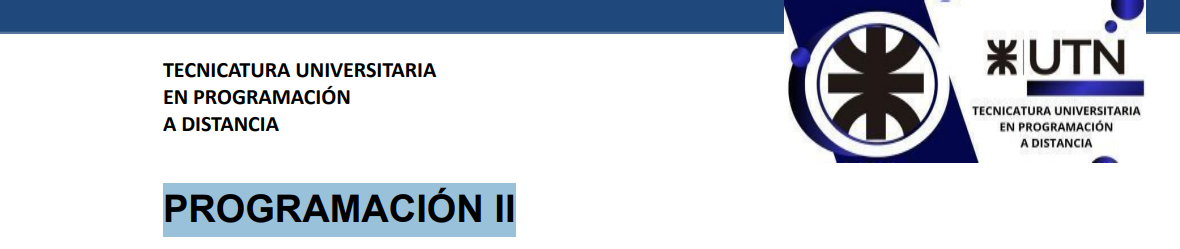 TECNICATURA UNIVERSITARIA
EN PROGRAMACIÓN
A DISTANCIA
UTN
TECNICATURA UNIVERSITARIA
EN PROGRAMACIÓN
A DISTANCIA
PROGRAMACIÓN II